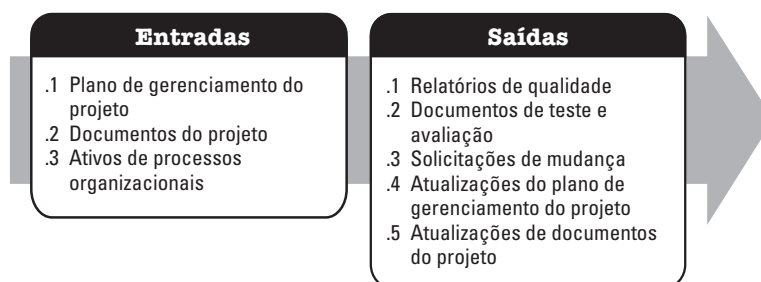 Entradas
.1 Plano de gerenciamento do
projeto
.2 Documentos do projeto
.3 Ativos de processos
organizacionais
Saídas
.1 Relatórios de qualidade
.2 Documentos de teste e
avaliação
.3 Solicitações de mudança
.4 Atualizações do plano de
gerenciamento do projeto
.5 Atualizações de documentos
do projeto